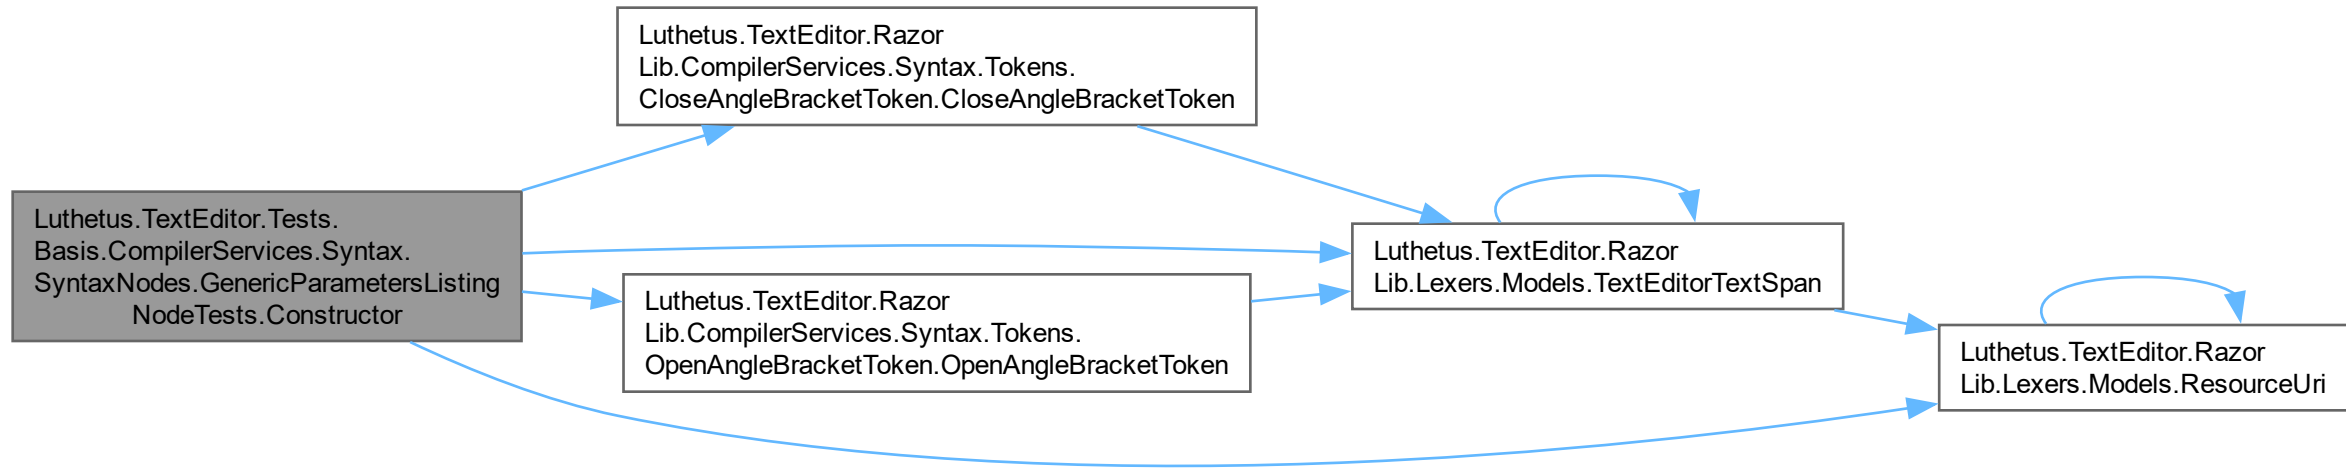 Luthetus.TextEditor.Tests.
Basis.CompilerServices.Syntax.
SyntaxNodes.GenericParametersListing
NodeTests.Constructor
Luthetus.TextEditor.Razor
Lib.CompilerServices.Syntax.Tokens.
CloseAngleBracketToken.CloseAngleBracketToken
Luthetus.TextEditor.Razor
Lib.CompilerServices.Syntax.Tokens.
OpenAngleBracketToken.OpenAngleBracketToken
Luthetus.TextEditor.Razor
Lib.Lexers.Models.TextEditorTextSpan
Luthetus.TextEditor.Razor
Lib.Lexers.Models.ResourceUri